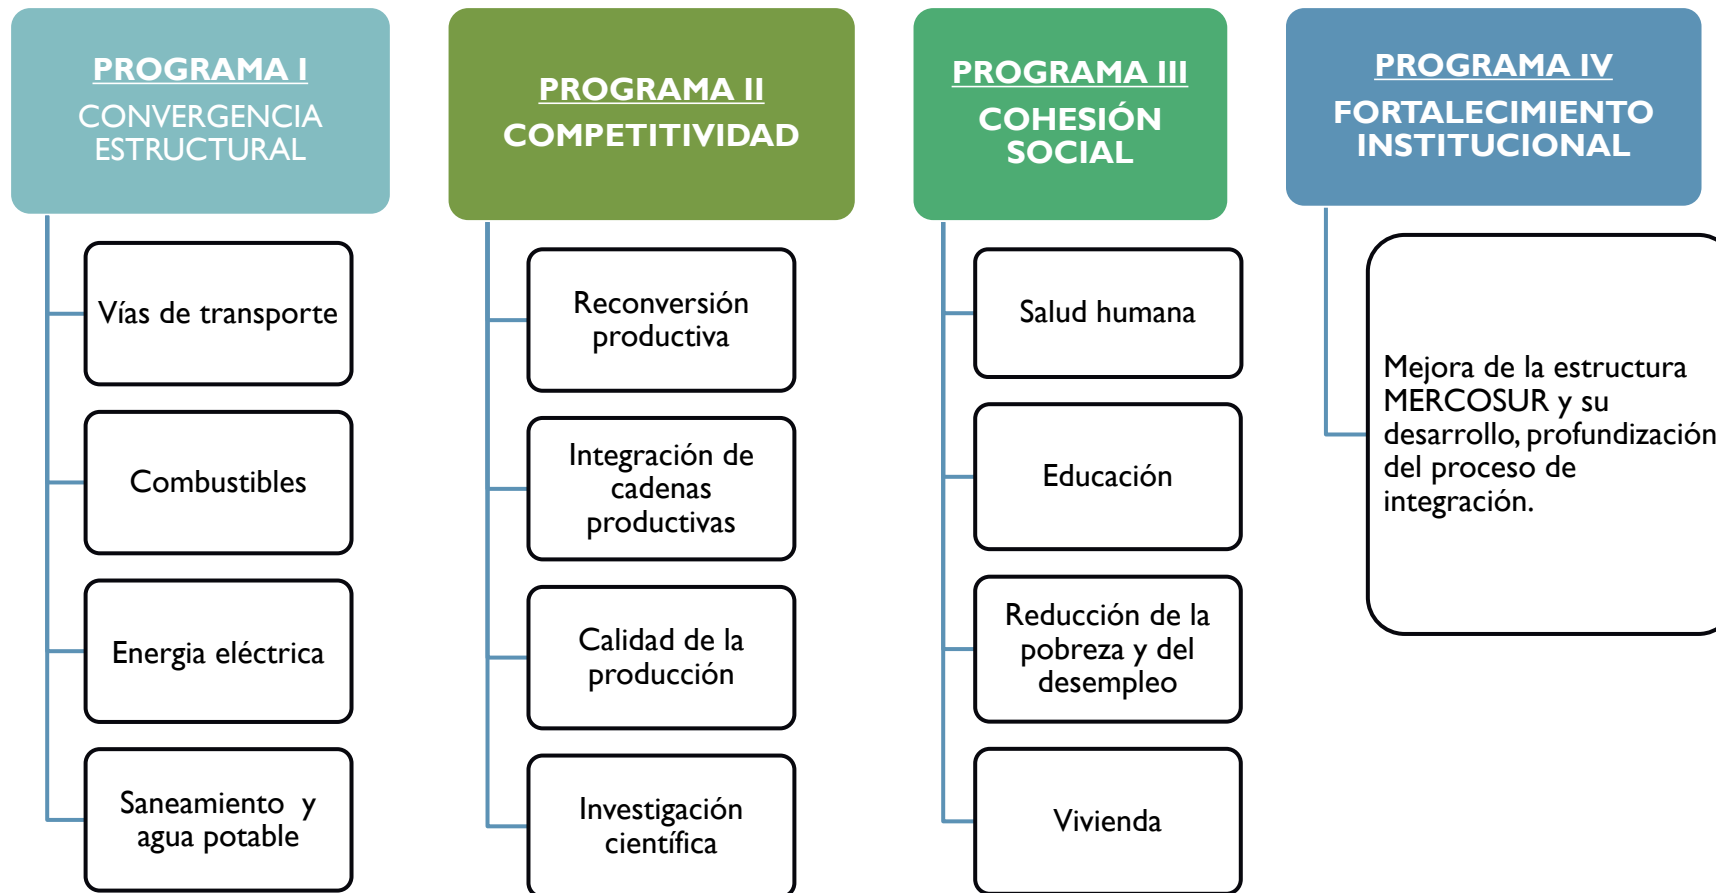 PROGRAMA I
CONVERGENCIA
ESTRUCTURAL
Vías de transporte
Combustibles
Energia eléctrica
Saneamiento y
agua potable
PROGRAMA II
COMPETITIVIDAD
Reconversión
productiva
Integración de
cadenas
productivas
Calidad de la
producción
Investigación
científica
PROGRAMA III
COHESIÓN
SOCIAL
Salud humana
Educación
Reducción de la
pobreza y del
desempleo
Vivienda
PROGRAMA IV
FORTALECIMIENTO
INSTITUCIONAL
Mejora de la estructura
MERCOSUR y su
desarrollo, profundización
del proceso de
integración.